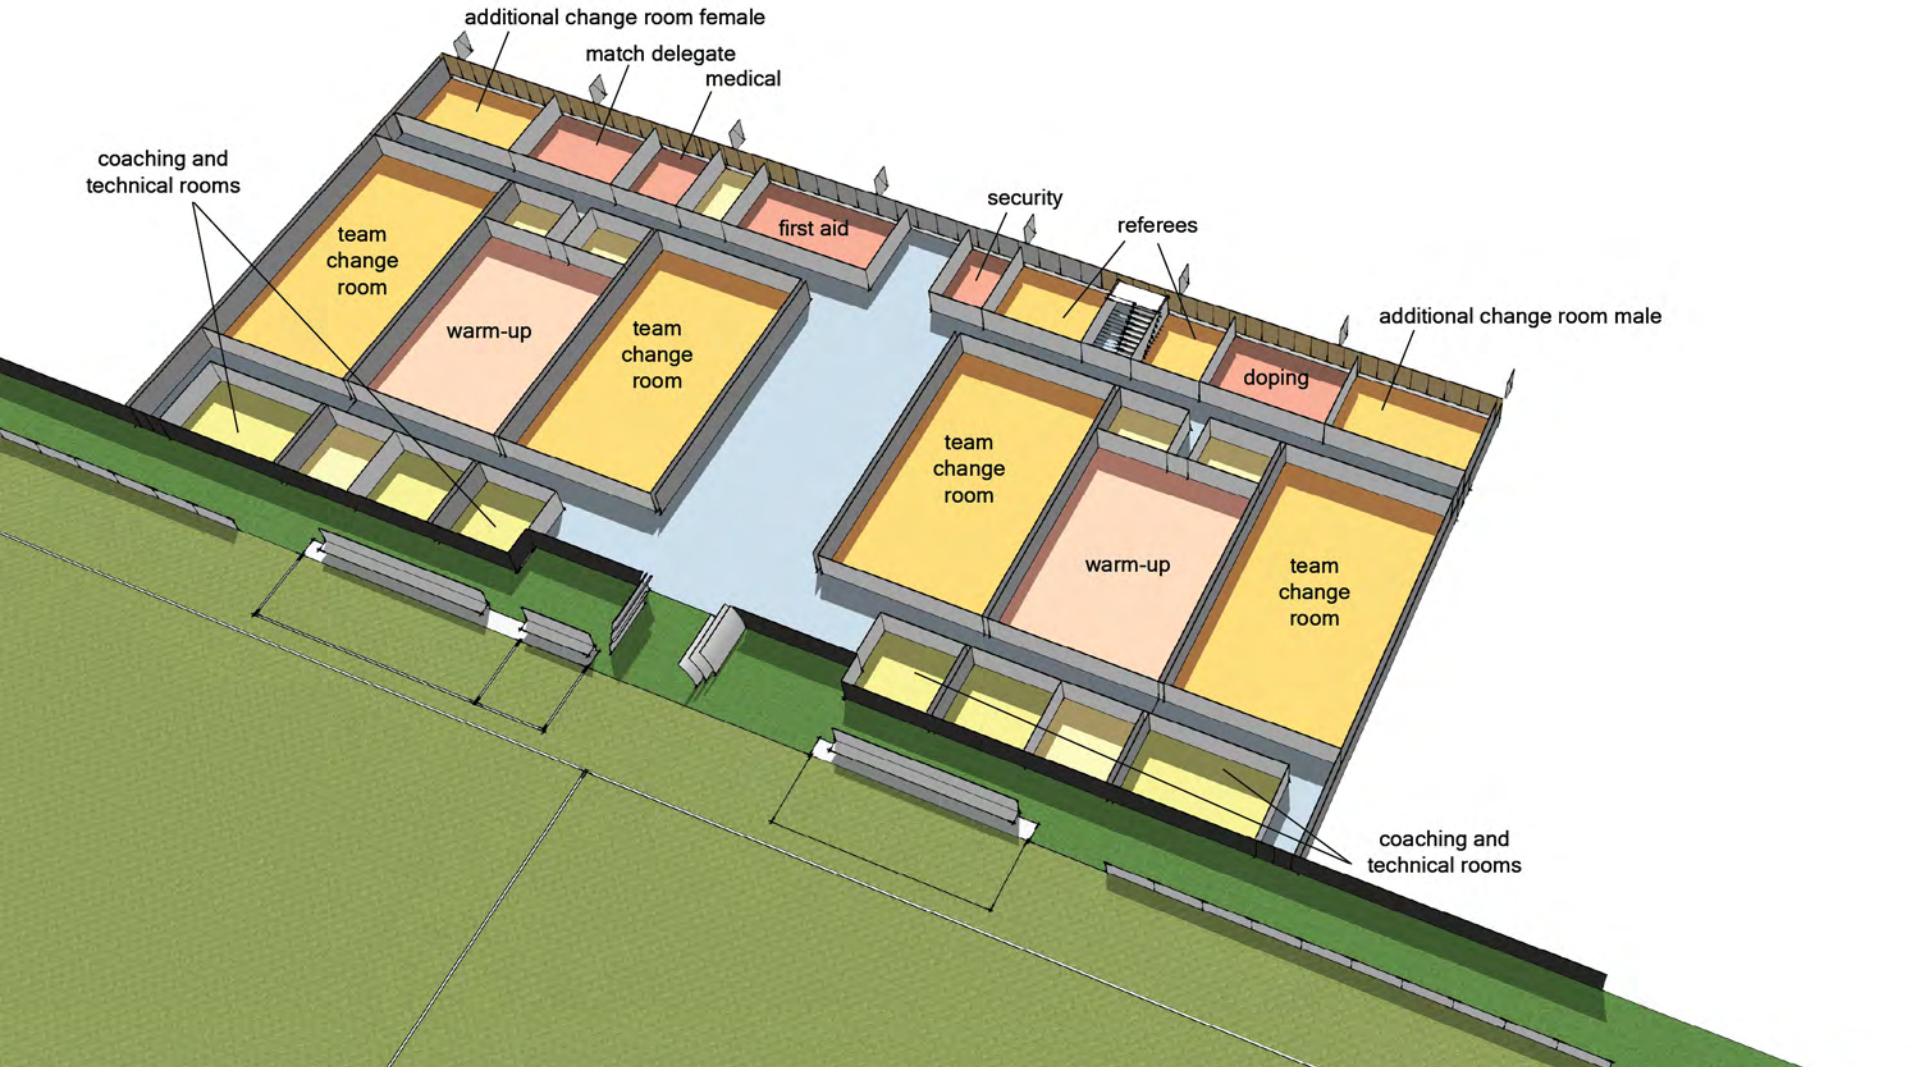 additional change room female
match delegate
medical
coaching and
technical rooms
team
change
room
first aid
security
referees
warm-up
team
change
room
additional change room male
doping
team
change
room
warm-up
team
change
room
coaching and
technical rooms